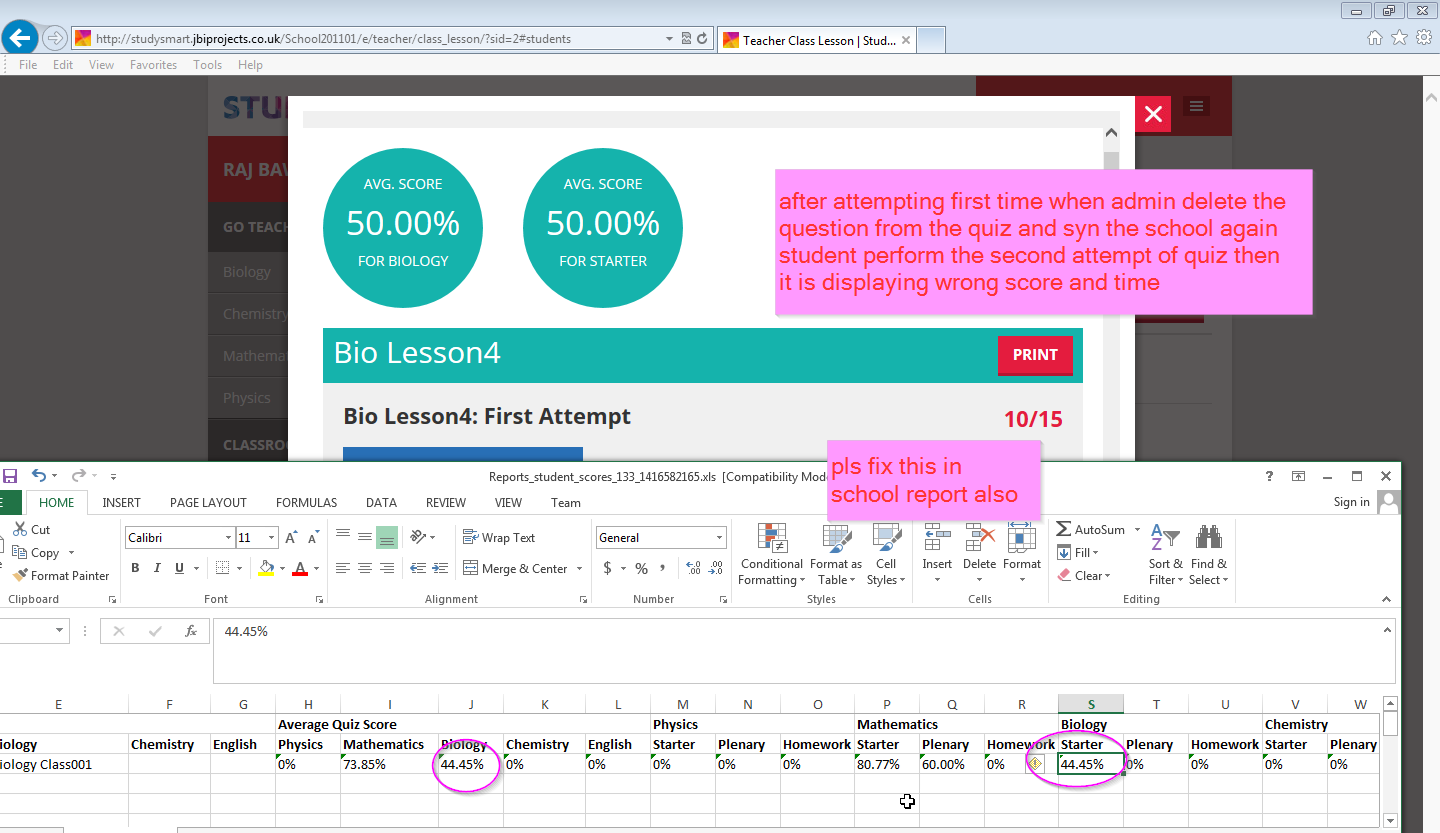 http://studysmart.jbiprojects.co.uk/School201101/e/teacher/class_lesson/?sid=2#students
Teacher Class Lesson | Stud...
File Edit View Favorites Tools Help
RAJ
GO
Biology
Chemistry
Physics
AVG. SCORE
50.00%
FOR BIOLOGY
AVG. SCORE
50.00%
FOR STARTER
after attempting first time when admin delete the
question from the quiz and syn the school again
student perform the second attempt of quiz then
it is displaying wrong score and time
Bio Lesson4
PRINT
Bio Lesson4: First Attempt
10/15
pls fix this in
school report also
Reports_student_scores_133_1416582165.xls [Compatibility Mod
HOME INSERT PAGE LAYOUT FORMULAS DATA REVIEW VIEW Team
Sign in
Cut
Copy
Format Painter
Clipboard
Calibri 11
B I U
Font
Wrap Text
Merge & Center
Alignment
General
$ % ,
Number
Conditional
Formatting
Format as
Table
Cell
Styles
Styles
Insert Delete Format
Cells
AutoSum
Fill
Clear
Sort &
Filter
Find &
Select
Editing
fx 44.45%
E F G H I J K L M N O P Q R S T U V W
Average Quiz Score Physics Mathematics Biology Chemistry
iology Chemistry English Physics Mathematics Biology Chemistry English Starter Plenary Homework Starter Plenary Homework Starter Plenary Homework Starter Plenary
iology Class001 0% 73.85% 44.45% 0% 0% 0% 0% 0% 80.77% 60.00% 0% 44.45% 0% 0% 0% 0%